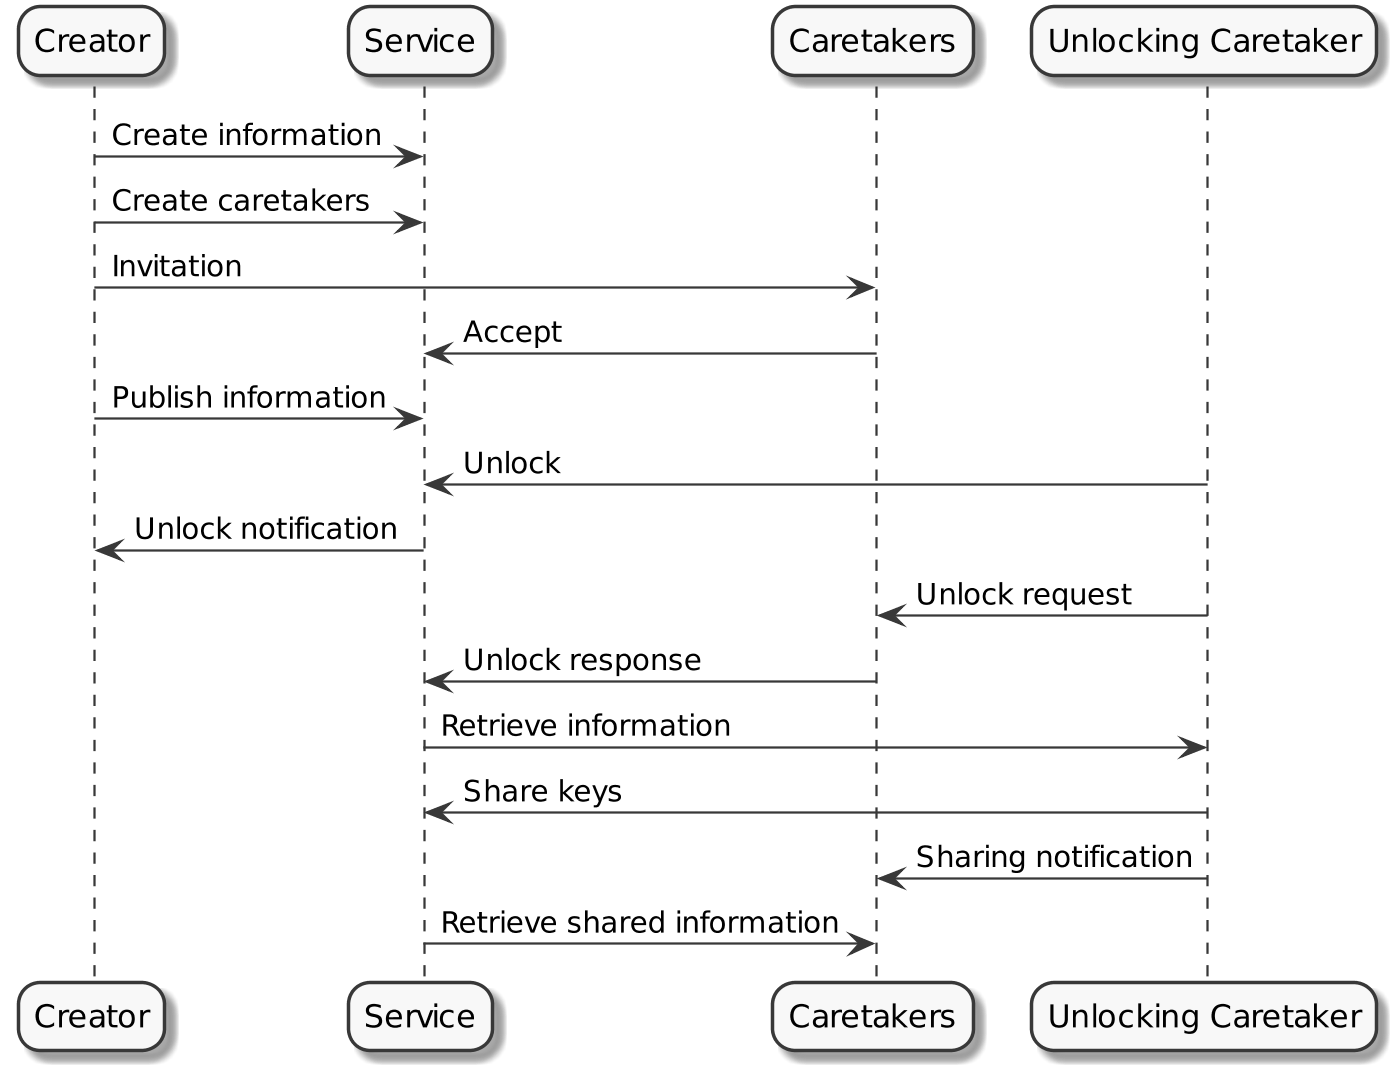 Creator Service Caretakers Unlocking Caretaker
Create information
Create caretakers
Invitation
Accept
Publish information
Unlock
Unlock notification
Unlock request
Unlock response
Retrieve information
Share keys
Sharing notification
Retrieve shared information
Creator Service Caretakers Unlocking Caretaker